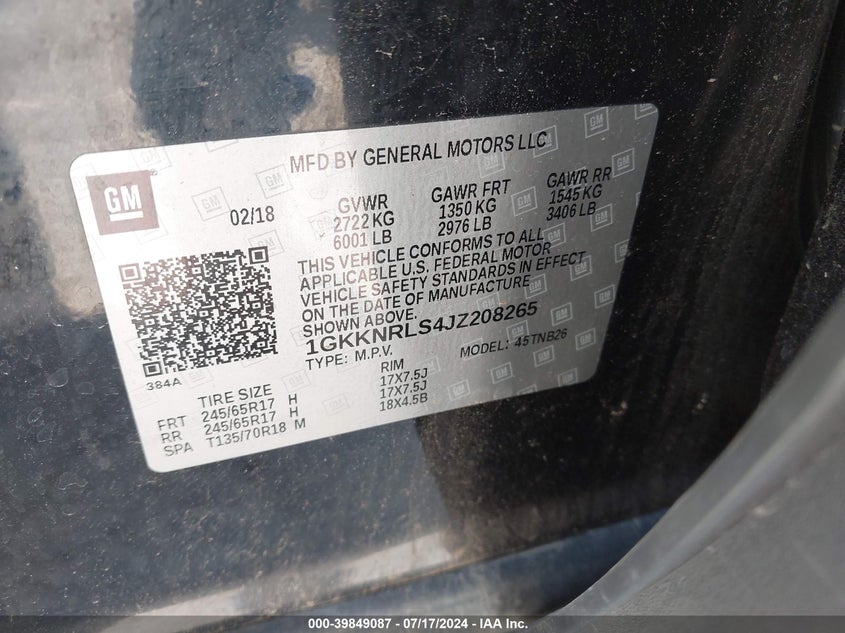 MFD BY GENERAL MOTORS LLC
GM
02/18
GVWR GAWR FRT GAWR RR
2722 KG 1350 KG 1545 KG
6001 LB 2976 LB 3406 LB
THIS VEHICLE CONFORMS TO ALL
APPLICABLE U.S. FEDERAL MOTOR
VEHICLE SAFETY STANDARDS IN EFFECT
ON THE DATE OF MANUFACTURE
SHOWN ABOVE.
1GKKNRLS4JZ208265
TYPE: M.P.V. MODEL: 45TNB26
384A
TIRE SIZE RIM
FRT 245/65R17 H 17X7.5J
RR 245/65R17 H 17X7.5J
SPA T135/70R18 M 18X4.5B
000-39849087 - 07/17/2024 - IAA Inc.